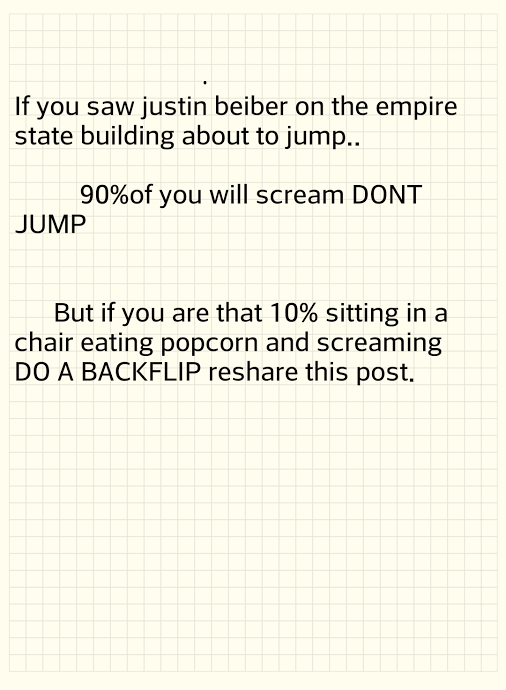 .
If you saw justin beiber on the empire
state building about to jump..
90%of you will scream DONT
JUMP
But if you are that 10% sitting in a
chair eating popcorn and screaming
DO A BACKFLIP reshare this post.